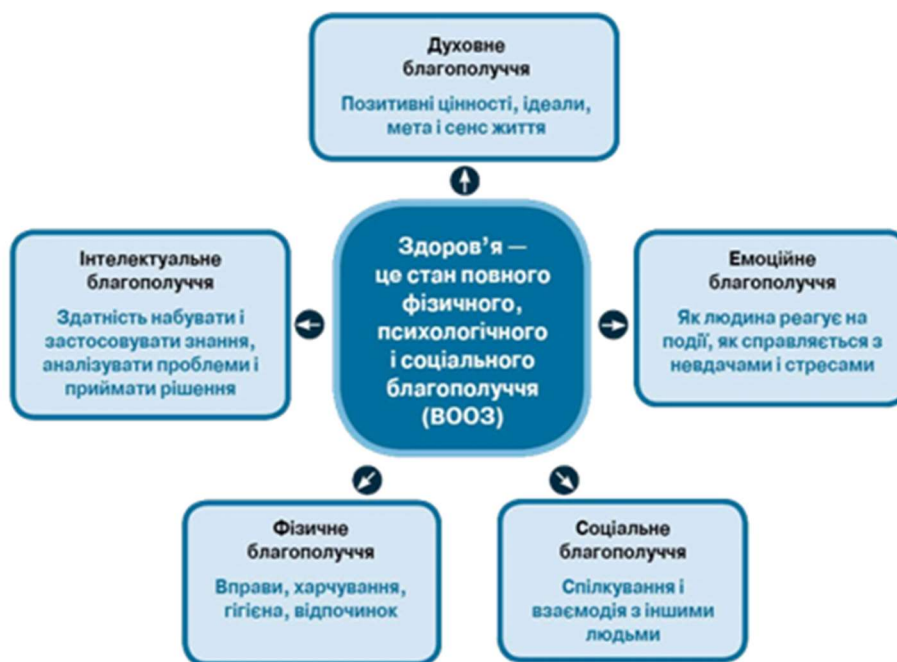 Духовне
благополуччя
Позитивні цінності, ідеали,
мета і сенс життя
Інтелектуальне
благополуччя
Здатність набувати і
застосовувати знання,
аналізувати проблеми і
приймати рішення
Здоров’я —
це стан повного
фізичного,
психологічного
і соціального
благополуччя
(ВООЗ)
Емоційне
благополуччя
Як людина реагує на
події, як справляється з
невдачами і стресами
Фізичне
благополуччя
Вправи, харчування,
гігієна, відпочинок
Соціальне
благополуччя
Спілкування і
взаємодія з іншими
людьми